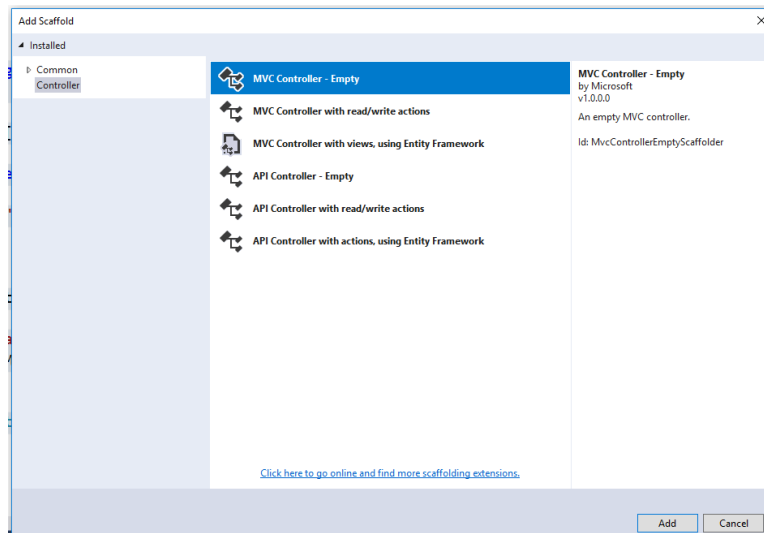 Add Scaffold
Installed
Common
Controller
MVC Controller - Empty
MVC Controller with read/write actions
MVC Controller with views, using Entity Framework
API Controller - Empty
API Controller with read/write actions
API Controller with actions, using Entity Framework
Click here to go online and find more scaffolding extensions.
MVC Controller - Empty
by Microsoft
v1.0.0.0
An empty MVC controller.
Id: MvcControllerEmptyScaffolder
Add
Cancel